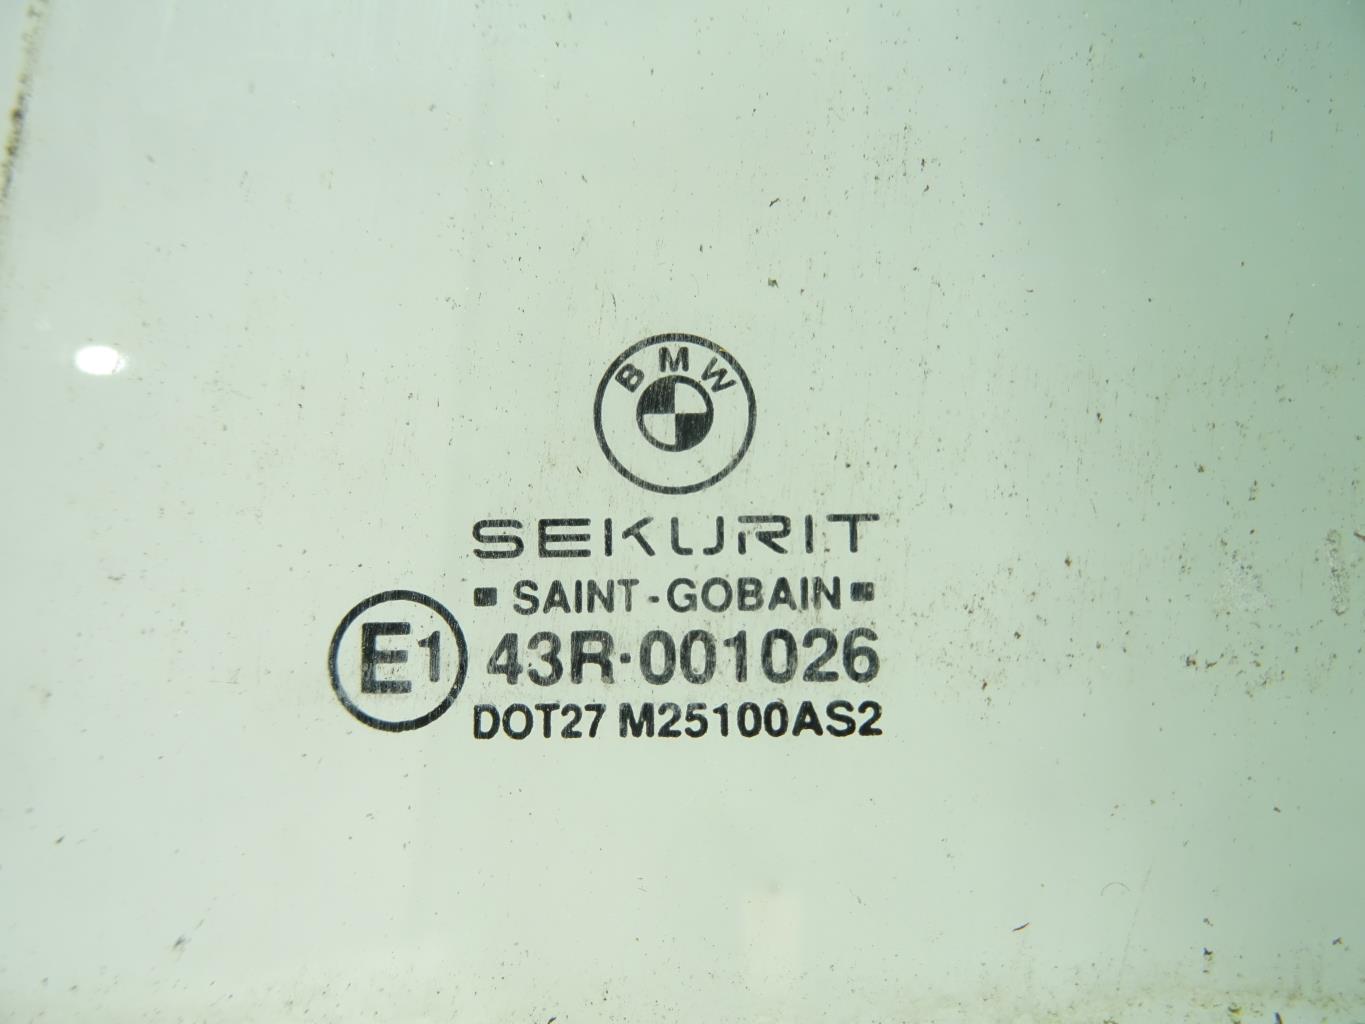 BMW
SEKURIT
SAINT-GOBAIN
E1 43R-001026
DOT27 M25100AS2